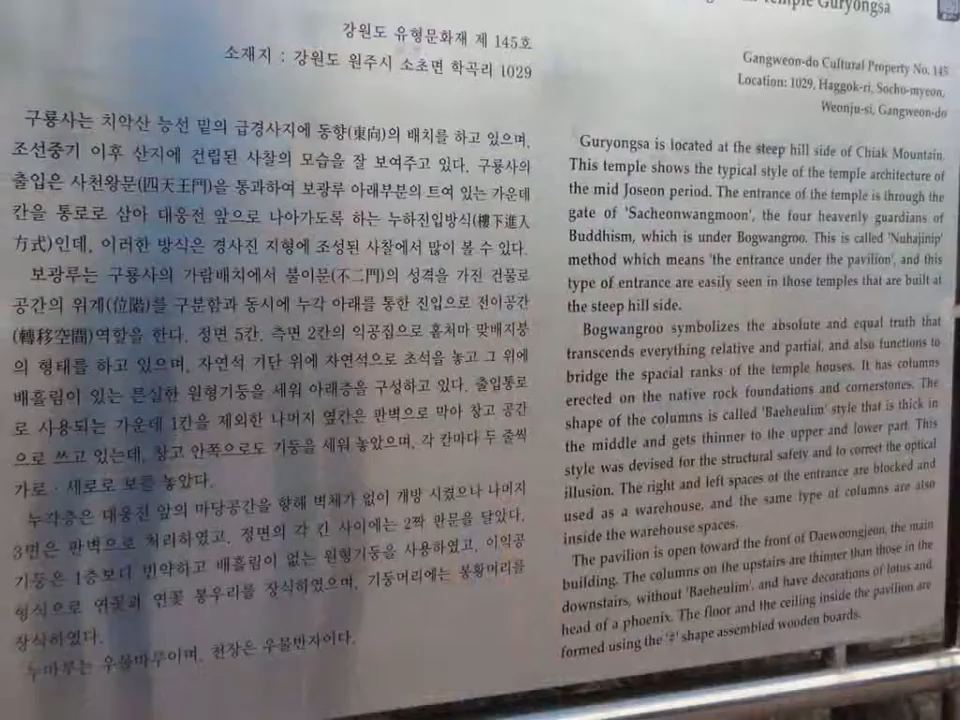 강원도 유형문화재 제 145호
소재지 : 강원도 원주시 소초면 학곡리 1029
구룡사는 치악산 능선 밑의 급경사지에 동향(東向)의 배치를 하고 있으며,
조선중기 이후 산지에 건립된 사찰의 모습을 잘 보여주고 있다. 구룡사의
출입은 사천왕문(四天王門)을 통과하여 보광루 아래부분의 트여 있는 가운데
칸을 통로로 삼아 대웅전 앞으로 나아가도록 하는 누하진입방식(樓下進入
方式)인데, 이러한 방식은 경사진 지형에 조성된 사찰에서 많이 볼 수 있다.
보광루는 구룡사의 가람배치에서 불이문(不二門)의 성격을 가진 건물로
공간의 위계(位階)를 구분함과 동시에 누각 아래를 통한 진입으로 전이공간
(轉移空間)역할을 한다. 정면 5칸, 측면 2칸의 익공집으로 홑처마 맞배지붕
의 형태를 하고 있으며, 자연석 기단 위에 자연석으로 초석을 놓고 그 위에
배흘림이 있는 튼실한 원형기둥을 세워 아래층을 구성하고 있다. 출입통로
로 사용되는 가운데 1칸을 제외한 나머지 옆칸은 판벽으로 막아 창고 공간
으로 쓰고 있는데, 창고 안쪽으로도 기둥을 세워 놓았으며, 각 칸마다 두 줄씩
가로 · 세로로 보를 놓았다.
누각층은 대웅전 앞의 마당공간을 향해 벽체가 없이 개방 시켰으나 나머지
3면은 판벽으로 처리하였고, 정면의 각 칸 사이에는 2짝 판문을 달았다.
기둥은 1층보다 빈약하고 배흘림이 없는 원형기둥을 사용하였고, 이익공
형식으로 연꽃과 연꽃 봉우리를 장식하였으며, 기둥머리에는 봉황머리를
장식하였다.
누마루는 우물마루이며, 천장은 우물반자이다.
Temple Guryongsa
Gangweon-do Cultural Property No. 145
Location: 1029, Haggok-ri, Socho-myeon,
Weonju-si, Gangweon-do
Guryongsa is located at the steep hill side of Chiak Mountain.
This temple shows the typical style of the temple architecture of
the mid Joseon period. The entrance of the temple is through the
gate of 'Sacheonwangmoon', the four heavenly guardians of
Buddhism, which is under Bogwangroo. This is called 'Nuhajinip'
method which means 'the entrance under the pavilion', and this
type of entrance are easily seen in those temples that are built at
the steep hill side.
Bogwangroo symbolizes the absolute and equal truth that
transcends everything relative and partial, and also functions to
bridge the spacial ranks of the temple houses. It has columns
erected on the native rock foundations and cornerstones. The
shape of the columns is called 'Baeheulim' style that is thick in
the middle and gets thinner to the upper and lower part. This
style was devised for the structural safety and to correct the optical
illusion. The right and left spaces of the entrance are blocked and
used as a warehouse, and the same type of columns are also
inside the warehouse spaces.
The pavilion is open toward the front of Daewoongjeon, the main
building. The columns on the upstairs are thinner than those in the
downstairs, without 'Baeheulim', and have decorations of lotus and
head of a phoenix. The floor and the ceiling inside the pavilion are
formed using the '井' shape assembled wooden boards.